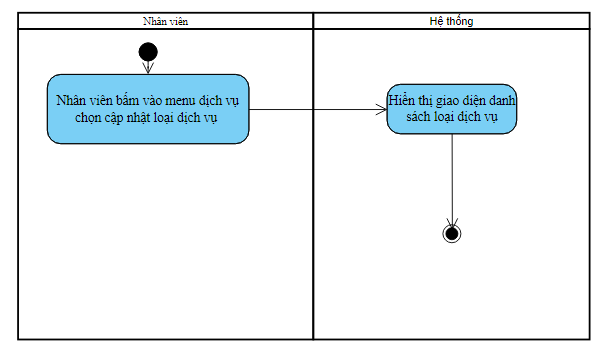 Nhân viên
Hệ thống
Nhân viên bấm vào menu dịch vụ
chọn cập nhật loại dịch vụ
Hiển thị giao diện danh
sách loại dịch vụ